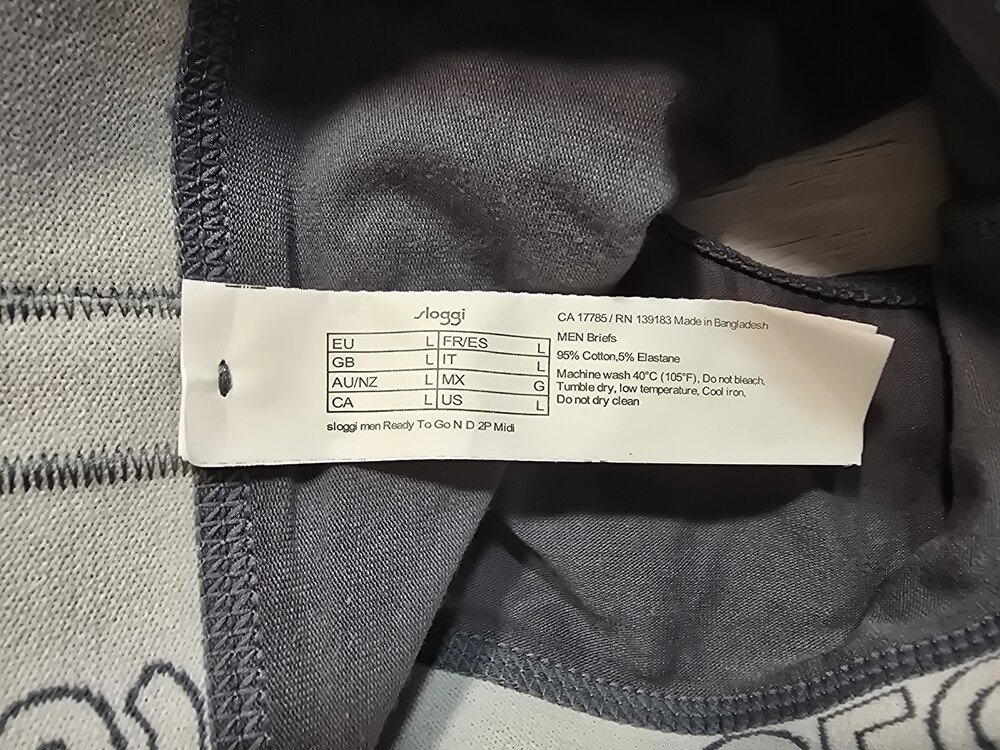 sloggi
EU L FR/ES L
GB L IT L
AU/NZ L MX G
CA L US L
sloggi men Ready To Go N D 2P Midi
CA 17785 / RN 139183 Made in Bangladesh
MEN Briefs
95% Cotton,5% Elastane
Machine wash 40°C (105°F), Do not bleach,
Tumble dry, low temperature, Cool iron,
Do not dry clean